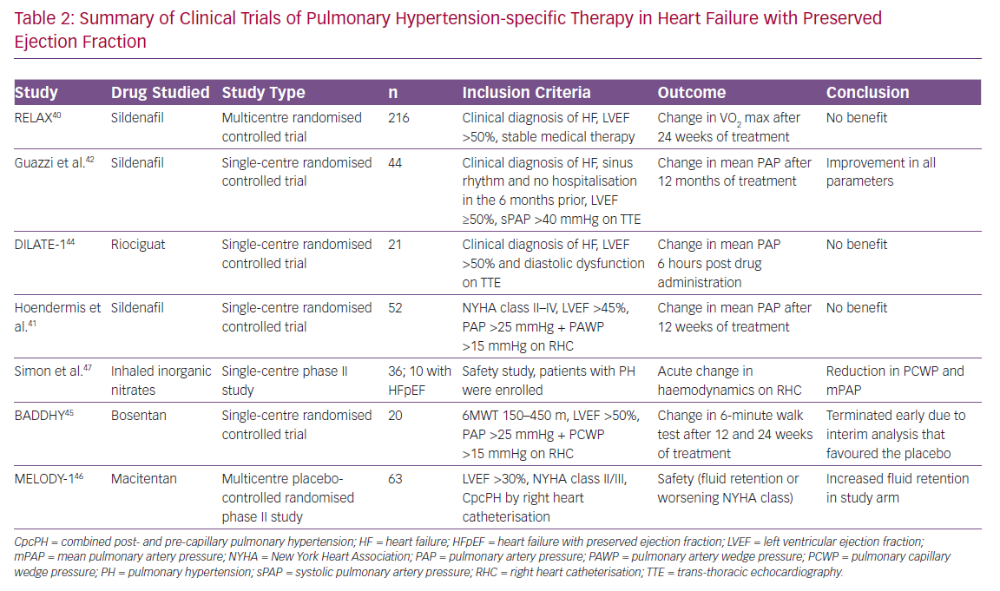 Table 2: Summary of Clinical Trials of Pulmonary Hypertension-specific Therapy in Heart Failure with Preserved
Ejection Fraction
Study Drug Studied Study Type n Inclusion Criteria Outcome Conclusion
RELAX40 Sildenafil Multicentre randomised 216 Clinical diagnosis of HF, LVEF Change in VO2 max after No benefit
controlled trial >50%, stable medical therapy 24 weeks of treatment
Guazzi et al.42 Sildenafil Single-centre randomised 44 Clinical diagnosis of HF, sinus Change in mean PAP after Improvement in all
controlled trial rhythm and no hospitalisation 12 months of treatment parameters
in the 6 months prior, LVEF
≥50%, sPAP >40 mmHg on TTE
DILATE-144 Riociguat Single-centre randomised 21 Clinical diagnosis of HF, LVEF Change in mean PAP No benefit
controlled trial >50% and diastolic dysfunction 6 hours post drug
on TTE administration
Hoendermis et Sildenafil Single-centre randomised 52 NYHA class II–IV, LVEF >45%, Change in mean PAP after No benefit
al.41 controlled trial PAP >25 mmHg + PAWP 12 weeks of treatment
>15 mmHg on RHC
Simon et al.47 Inhaled inorganic Single-centre phase II 36; 10 with Safety study, patients with PH Acute change in Reduction in PCWP and
nitrates study HFpEF were enrolled haemodynamics on RHC mPAP
BADDHY45 Bosentan Single-centre randomised 20 6MWT 150–450 m, LVEF >50%, Change in 6-minute walk Terminated early due to
controlled trial PAP >25 mmHg + PCWP test after 12 and 24 weeks interim analysis that
>15 mmHg on RHC of treatment favoured the placebo
MELODY-146 Macitentan Multicentre placebo- 63 LVEF >30%, NYHA class II/III, Safety (fluid retention or Increased fluid retention
controlled randomised CpcPH by right heart worsening NYHA class) in study arm
phase II study catheterisation
CpcPH = combined post- and pre-capillary pulmonary hypertension; HF = heart failure; HFpEF = heart failure with preserved ejection fraction; LVEF = left ventricular ejection fraction;
mPAP = mean pulmonary artery pressure; NYHA = New York Heart Association; PAP = pulmonary artery pressure; PAWP = pulmonary artery wedge pressure; PCWP = pulmonary capillary
wedge pressure; PH = pulmonary hypertension; sPAP = systolic pulmonary artery pressure; RHC = right heart catheterisation; TTE = trans-thoracic echocardiography.